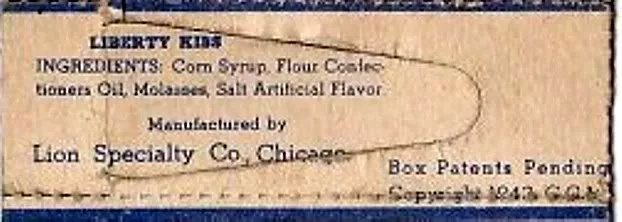 LIBERTY KISS
INGREDIENTS: Corn Syrup, Flour Confec-
tioners Oil, Molasses, Salt Artificial Flavor
Manufactured by
Lion Specialty Co., Chicago
Box Patents Pending
Copyright